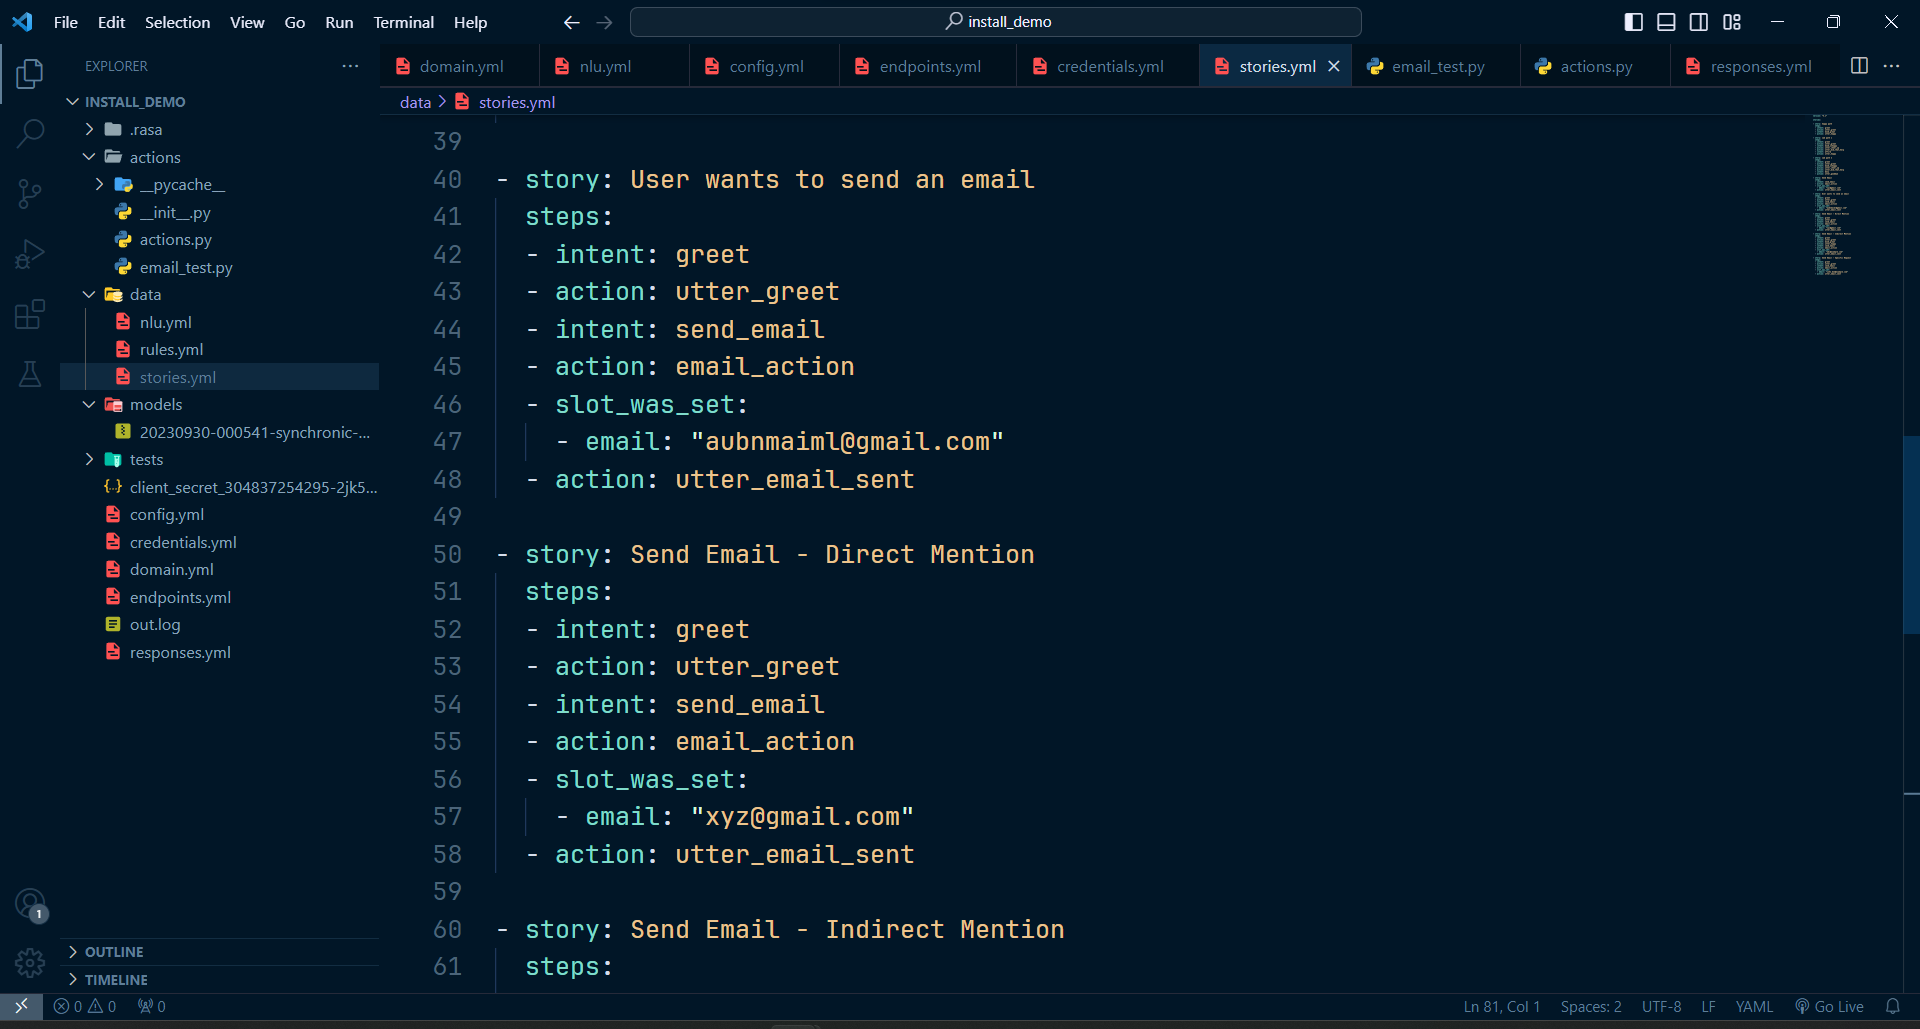 File Edit Selection View Go Run Terminal Help
install_demo
EXPLORER
INSTALL_DEMO
.rasa
actions
__pycache__
__init__.py
actions.py
email_test.py
data
nlu.yml
rules.yml
stories.yml
models
20230930-000541-synchronic-...
tests
client_secret_304837254295-2jk5...
config.yml
credentials.yml
domain.yml
endpoints.yml
out.log
responses.yml
OUTLINE
TIMELINE
domain.yml nlu.yml config.yml endpoints.yml credentials.yml stories.yml email_test.py actions.py responses.yml
data > stories.yml
39
40 - story: User wants to send an email
41 steps:
42 - intent: greet
43 - action: utter_greet
44 - intent: send_email
45 - action: email_action
46 - slot_was_set:
47 - email: "aubnmaiml@gmail.com"
48 - action: utter_email_sent
49
50 - story: Send Email - Direct Mention
51 steps:
52 - intent: greet
53 - action: utter_greet
54 - intent: send_email
55 - action: email_action
56 - slot_was_set:
57 - email: "xyz@gmail.com"
58 - action: utter_email_sent
59
60 - story: Send Email - Indirect Mention
61 steps:
1
0 0 0
Ln 81, Col 1 Spaces: 2 UTF-8 LF YAML Go Live